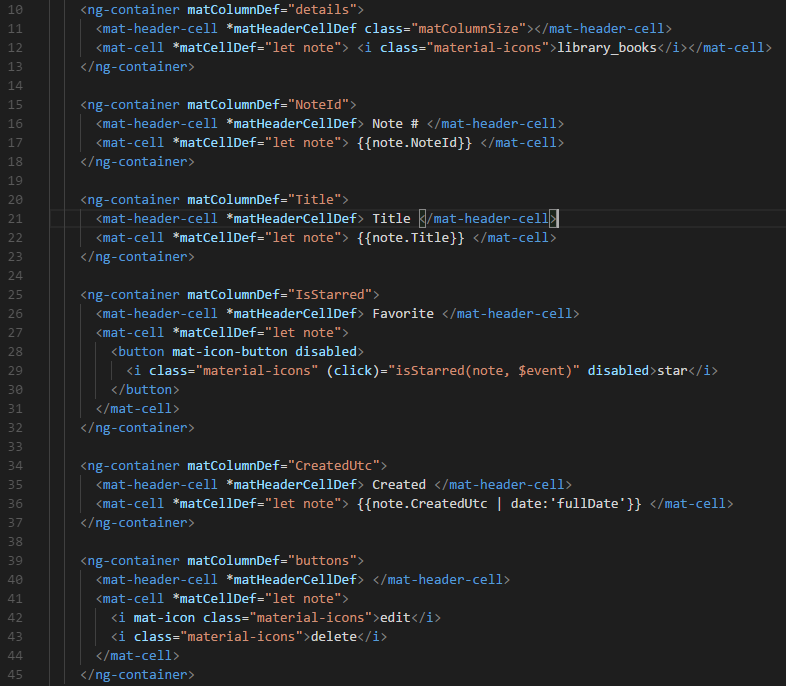 10 <ng-container matColumnDef="details">
11 <mat-header-cell *matHeaderCellDef class="matColumnSize"></mat-header-cell>
12 <mat-cell *matCellDef="let note"> <i class="material-icons">library_books</i></mat-cell>
13 </ng-container>
14
15 <ng-container matColumnDef="NoteId">
16 <mat-header-cell *matHeaderCellDef> Note # </mat-header-cell>
17 <mat-cell *matCellDef="let note"> {{note.NoteId}} </mat-cell>
18 </ng-container>
19
20 <ng-container matColumnDef="Title">
21 <mat-header-cell *matHeaderCellDef> Title </mat-header-cell>
22 <mat-cell *matCellDef="let note"> {{note.Title}} </mat-cell>
23 </ng-container>
24
25 <ng-container matColumnDef="IsStarred">
26 <mat-header-cell *matHeaderCellDef> Favorite </mat-header-cell>
27 <mat-cell *matCellDef="let note">
28 <button mat-icon-button disabled>
29 <i class="material-icons" (click)="isStarred(note, $event)" disabled>star</i>
30 </button>
31 </mat-cell>
32 </ng-container>
33
34 <ng-container matColumnDef="CreatedUtc">
35 <mat-header-cell *matHeaderCellDef> Created </mat-header-cell>
36 <mat-cell *matCellDef="let note"> {{note.CreatedUtc | date:'fullDate'}} </mat-cell>
37 </ng-container>
38
39 <ng-container matColumnDef="buttons">
40 <mat-header-cell *matHeaderCellDef> </mat-header-cell>
41 <mat-cell *matCellDef="let note">
42 <i mat-icon class="material-icons">edit</i>
43 <i class="material-icons">delete</i>
44 </mat-cell>
45 </ng-container>